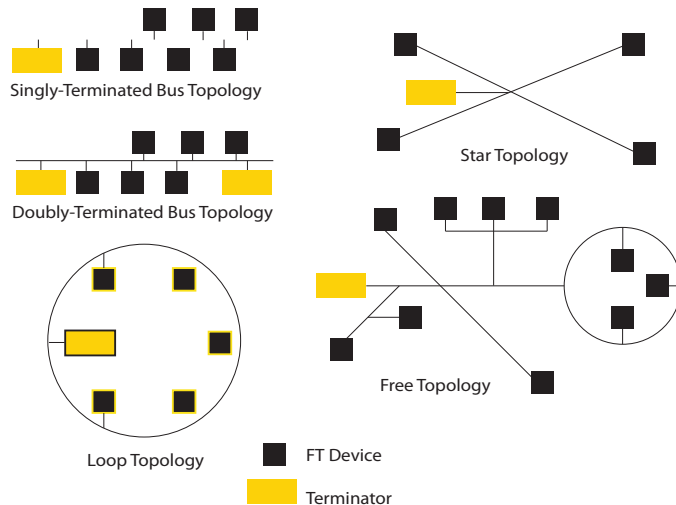 Singly-Terminated Bus Topology
Star Topology
Doubly-Terminated Bus Topology
Free Topology
Loop Topology
FT Device
Terminator